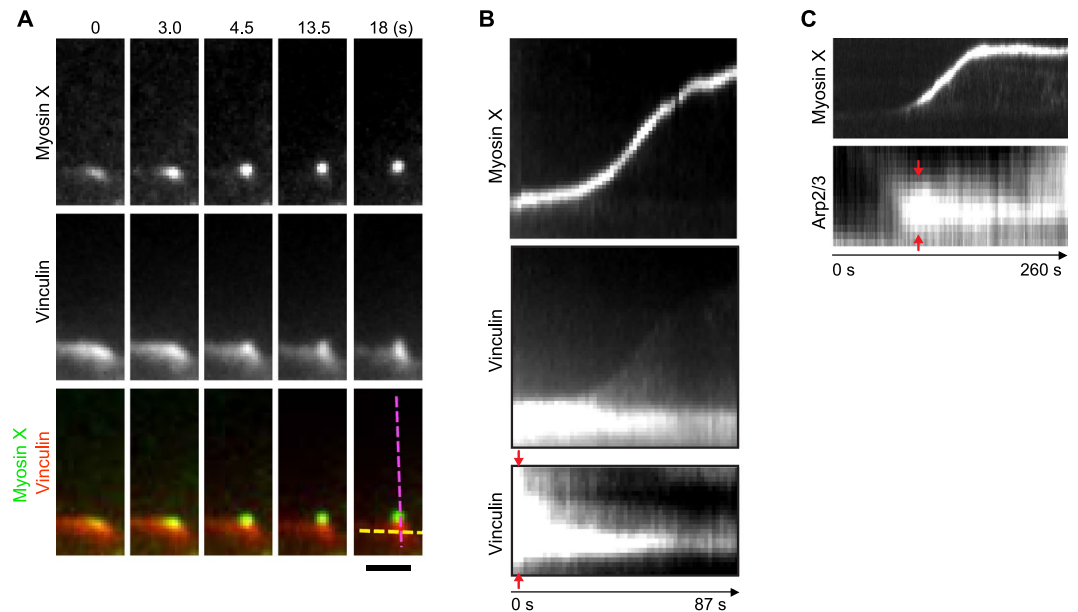 A
0 3.0 4.5 13.5 18 (s)
Myosin X
Vinculin
Myosin X
Vinculin
B
Myosin X
Vinculin
Vinculin
0 s 87 s
C
Myosin X
Arp2/3
0 s 260 s